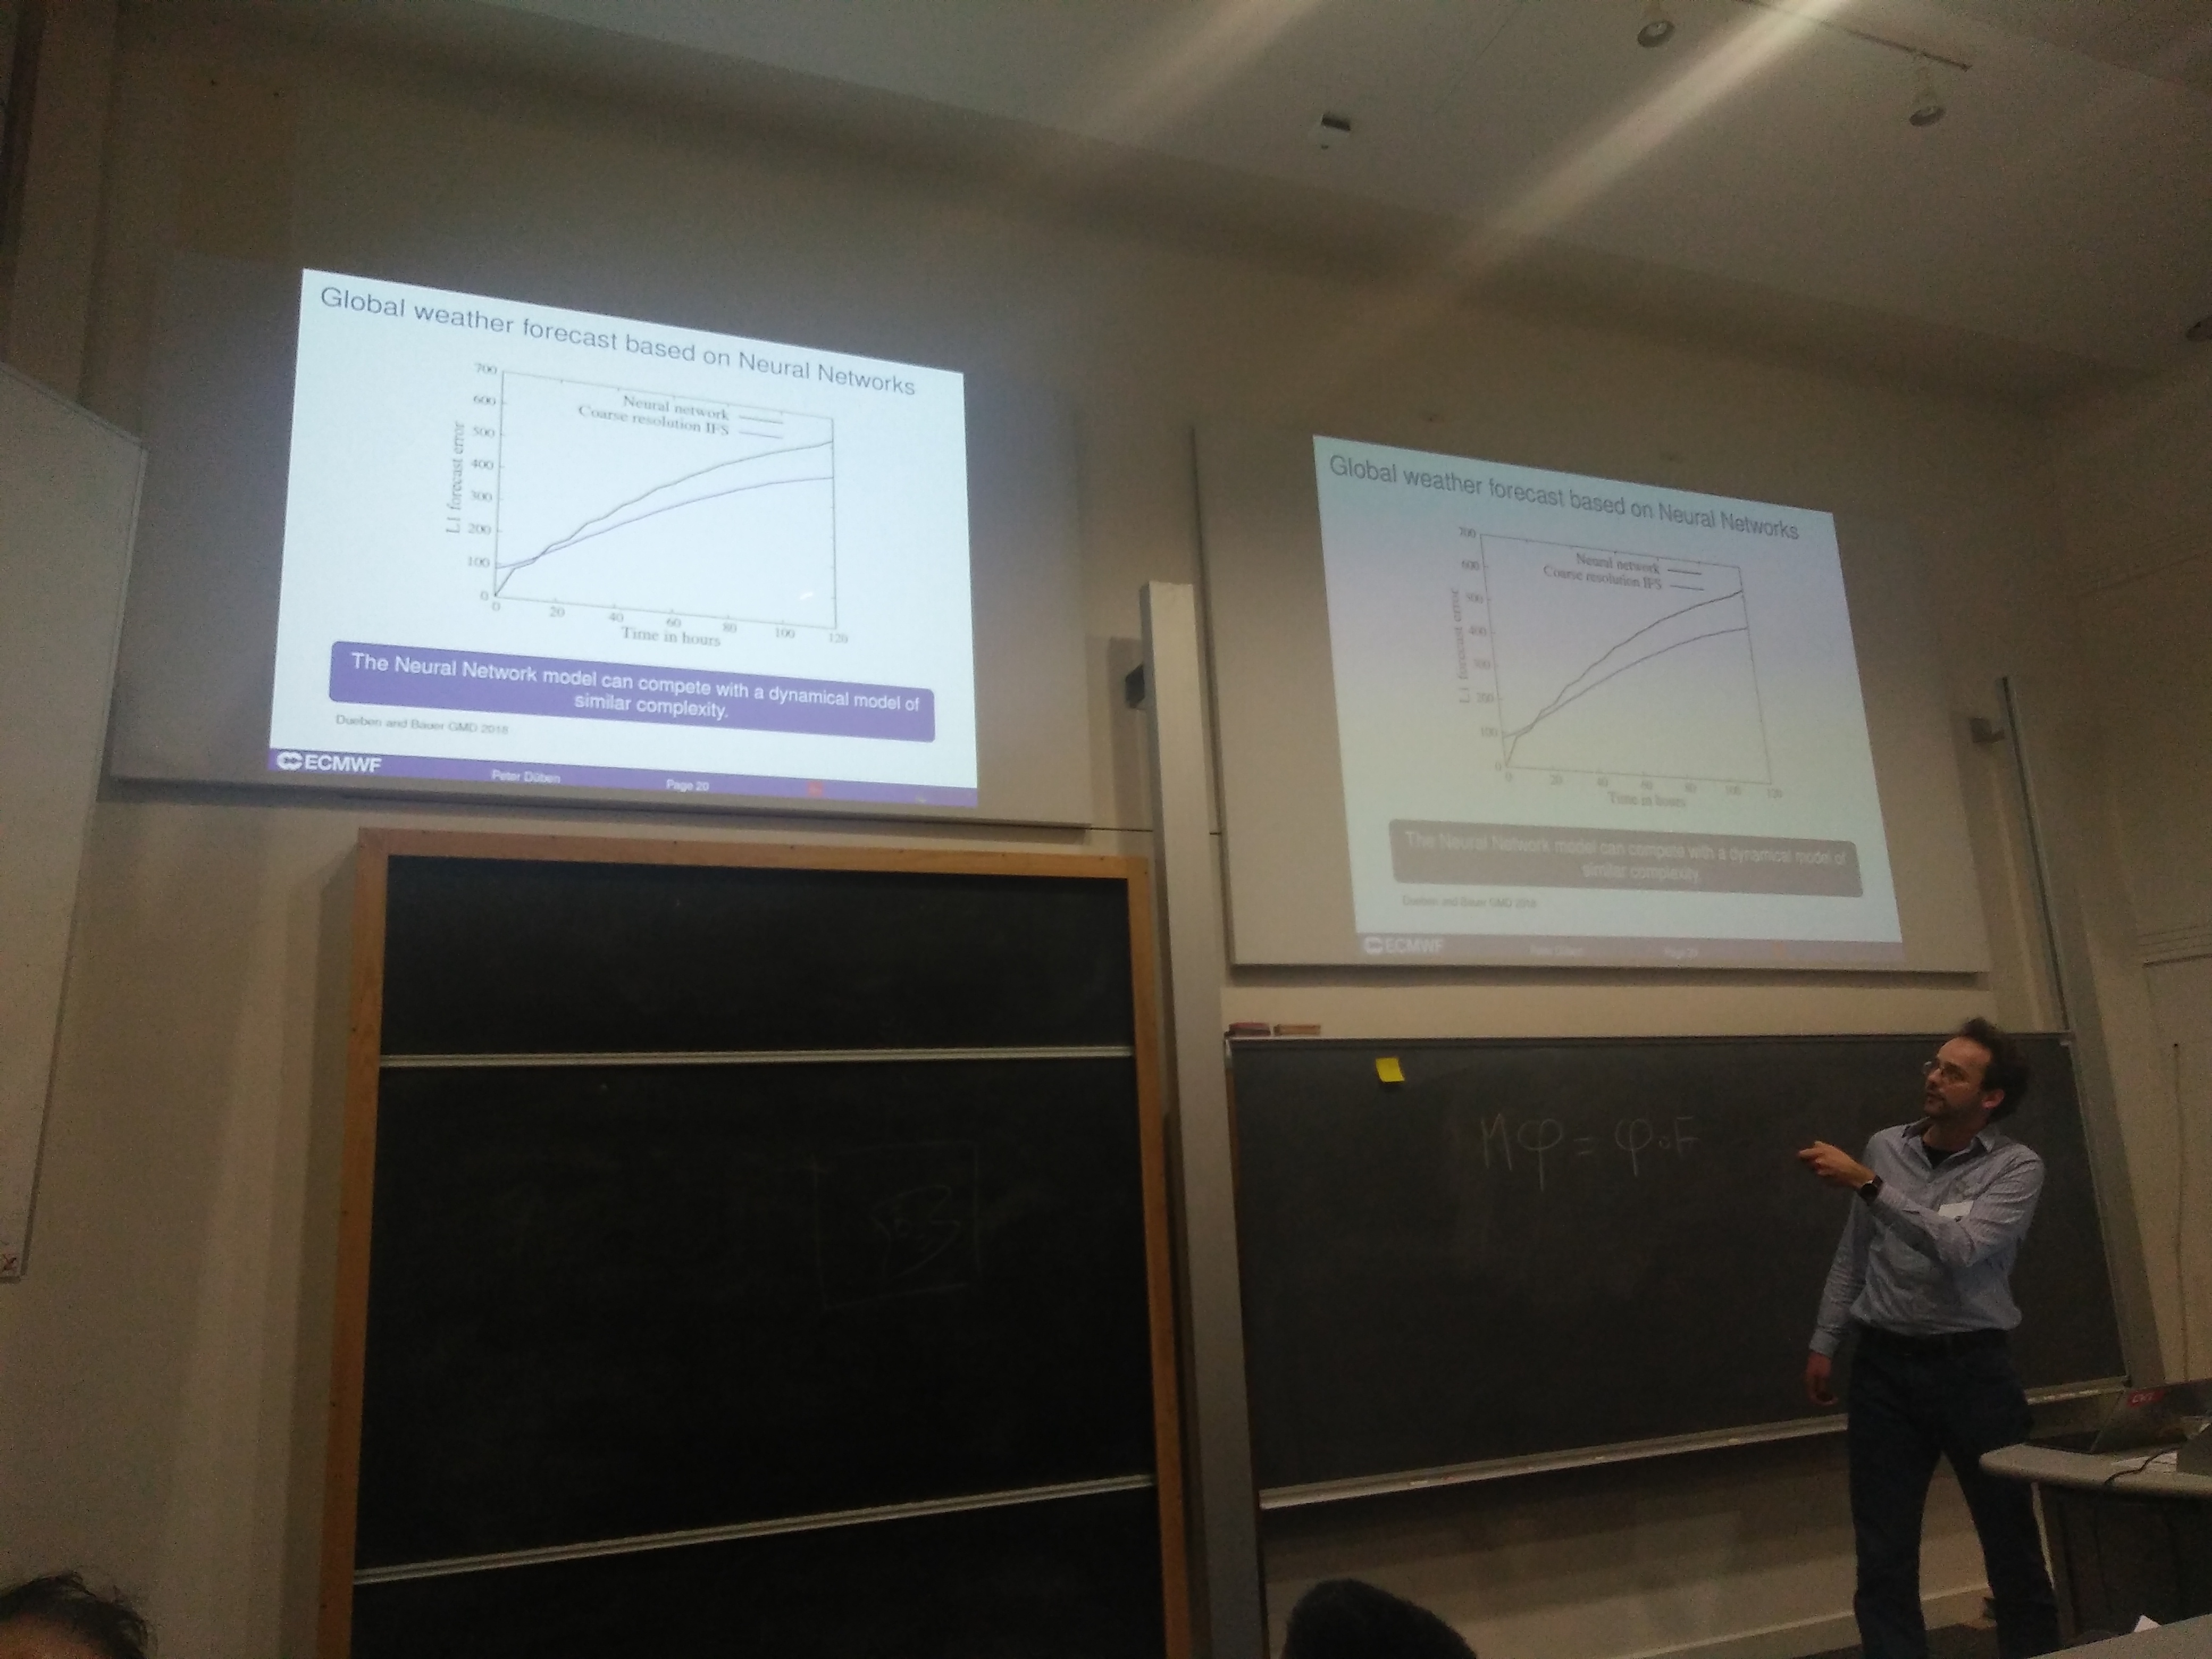 Global weather forecast based on Neural Networks
700
600
500
400
300
200
100
0
L1 forecast error
Neural network
Coarse resolution IFS
0 20 40 60 80 100 120
Time in hours
The Neural Network model can compete with a dynamical model of
similar complexity.
Dueben and Bauer GMD 2018
ECMWF Peter Düben Page 20
Global weather forecast based on Neural Networks
700
600
500
400
300
200
100
0
L1 forecast error
Neural network
Coarse resolution IFS
0 20 40 60 80 100 120
Time in hours
The Neural Network model can compete with a dynamical model of
similar complexity.
Dueben and Bauer GMD 2018
ECMWF Peter Düben Page 20
Mφ = φ∘F